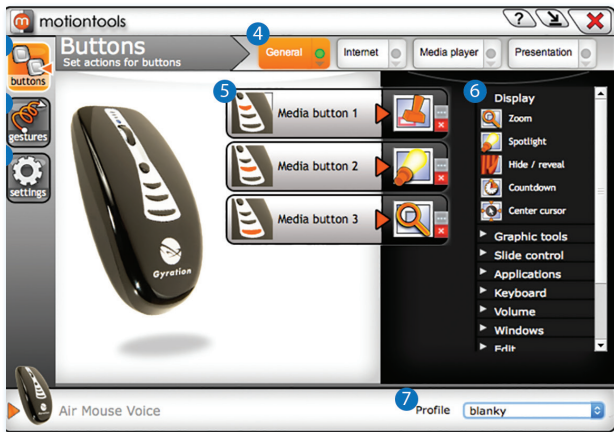 motiontools
?
Buttons
Set actions for buttons
4
General
Internet
Media player
Presentation
buttons
gestures
settings
5
Media button 1
Media button 2
Media button 3
Gyration
6
Display
Zoom
Spotlight
Hide / reveal
Countdown
Center cursor
Graphic tools
Slide control
Applications
Keyboard
Volume
Windows
Edit
Air Mouse Voice
7
Profile
blanky